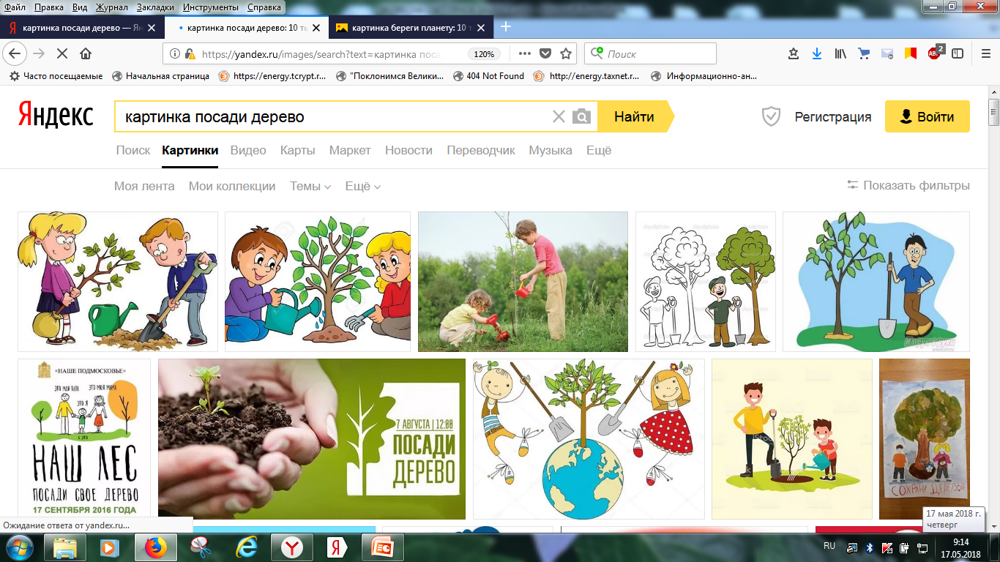 Файл Правка Вид Журнал Закладки Инструменты Справка
картинка посади дерево — Ян
картинка посади дерево: 10 ты
картинка береги планету: 10 т
https://yandex.ru/images/search?text=картинка поса
120%
Поиск
2
Часто посещаемые
Начальная страница
https://energy.tcrypt.r...
"Поклонимся Велики...
404 Not Found
http://energy.taxnet.r...
Информационно-ан...
Яндекс
картинка посади дерево
Найти
Регистрация
Войти
Поиск Картинки Видео Карты Маркет Новости Переводчик Музыка Ещё
Моя лента Мои коллекции Темы Ещё
Показать фильтры
«НАШЕ ПОДМОСКОВЬЕ»
ЭТО МОЙ ПАПА
ЭТО МОЯ МАМА
ЭТО Я
НАШ ЛЕС
ПОСАДИ СВОЕ ДЕРЕВО
17 СЕНТЯБРЯ 2016 ГОДА
7 АВГУСТА | 12:00
ПОСАДИ
ДЕРЕВО
Ожидание ответа от yandex.ru...
17 мая 2018 г.
четверг
RU
9:14
17.05.2018